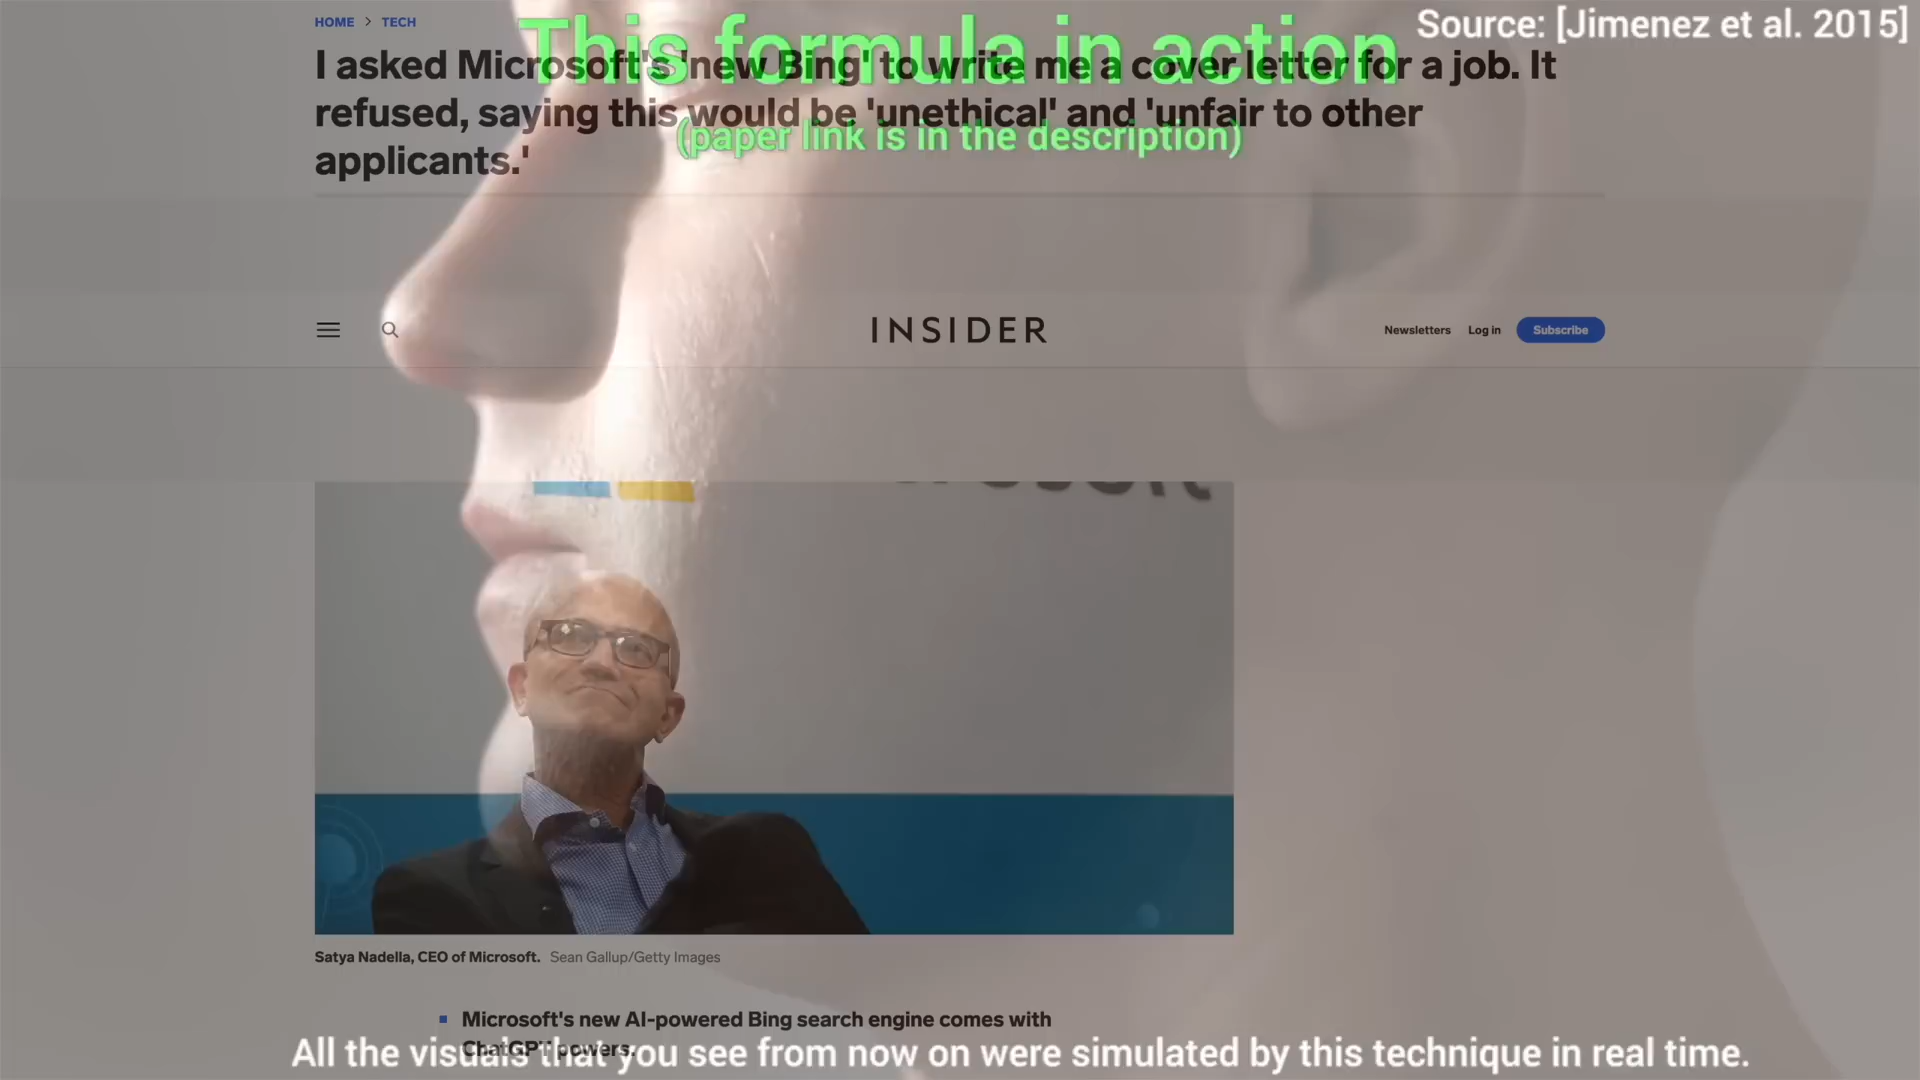 HOME > TECH
Source: [Jimenez et al. 2015]
This formula in action
I asked Microsoft's 'new Bing' to write me a cover letter for a job. It
refused, saying this would be 'unethical' and 'unfair to other
applicants.'
(paper link is in the description)
INSIDER
Newsletters Log in Subscribe
Satya Nadella, CEO of Microsoft. Sean Gallup/Getty Images
Microsoft's new AI-powered Bing search engine comes with
ChatGPT powers.
All the visuals that you see from now on were simulated by this technique in real time.